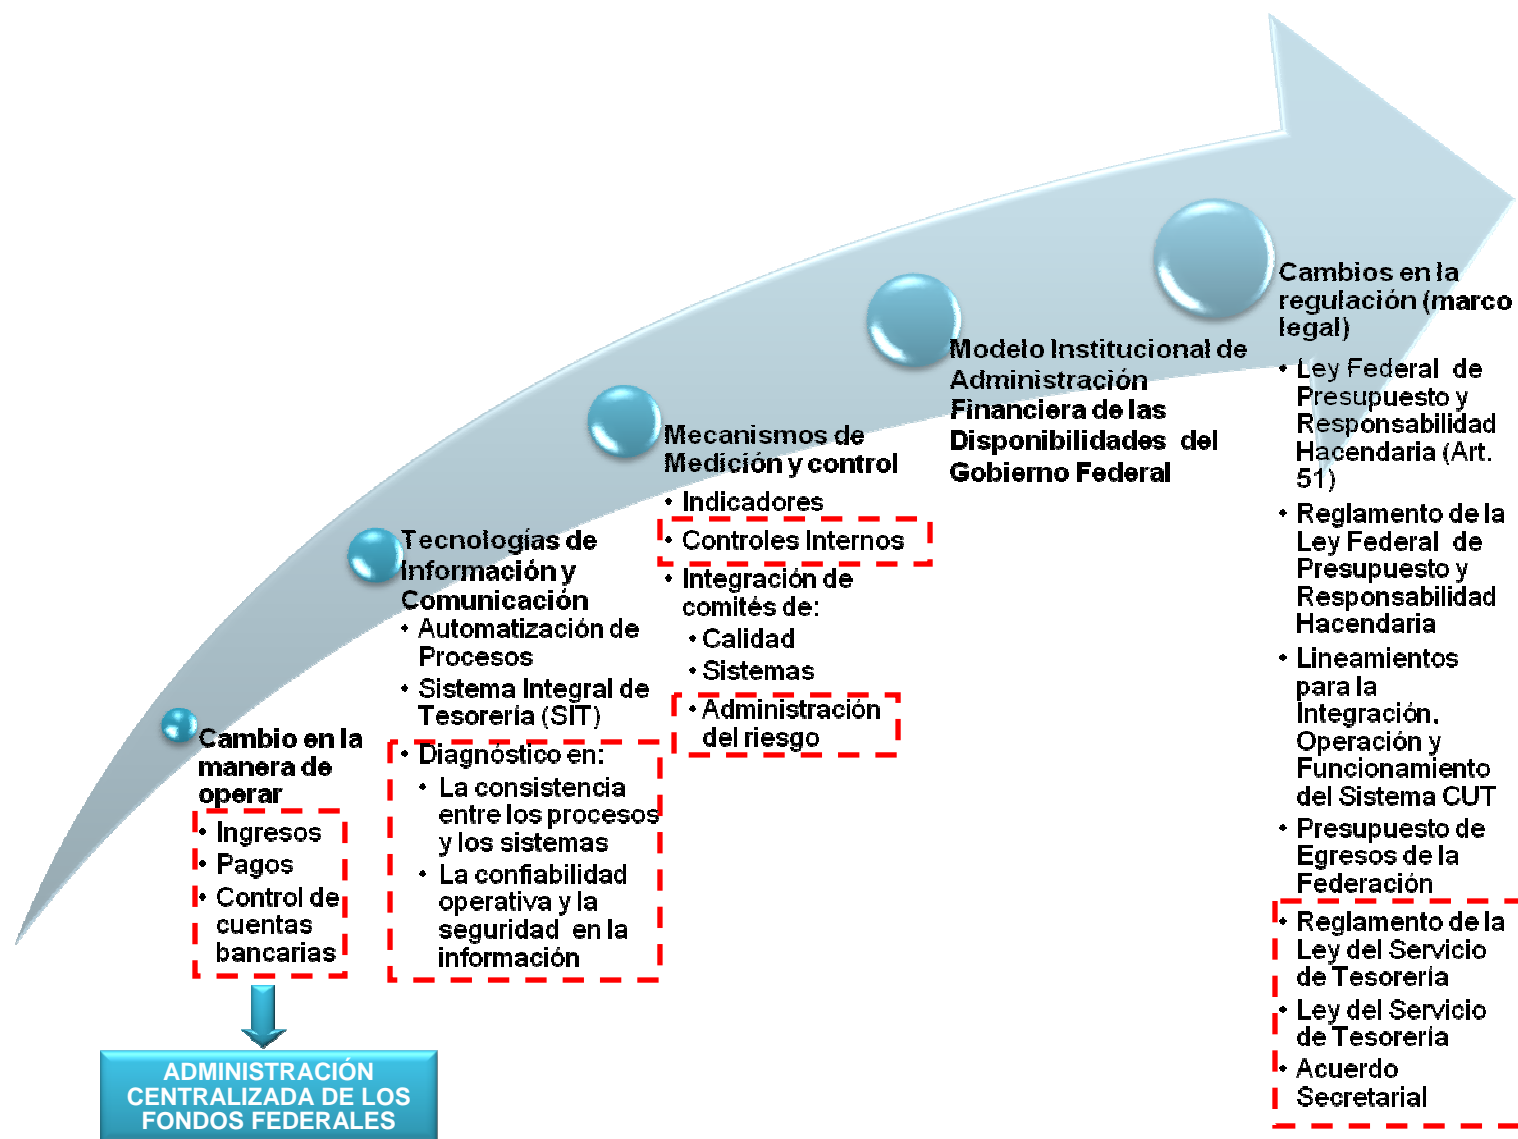 Cambio en la
manera de
operar
• Ingresos
• Pagos
• Control de
cuentas
bancarias
ADMINISTRACIÓN
CENTRALIZADA DE LOS
FONDOS FEDERALES
Tecnologías de
Información y
Comunicación
• Automatización de
Procesos
• Sistema Integral de
Tesorería (SIT)
• Diagnóstico en:
• La consistencia
entre los procesos
y los sistemas
• La confiabilidad
operativa y la
seguridad en la
información
Mecanismos de
Medición y control
• Indicadores
• Controles Internos
• Integración de
comités de:
• Calidad
• Sistemas
• Administración
del riesgo
Modelo Institucional de
Administración
Financiera de las
Disponibilidades del
Gobierno Federal
Cambios en la
regulación (marco
legal)
• Ley Federal de
Presupuesto y
Responsabilidad
Hacendaria (Art.
51)
• Reglamento de la
Ley Federal de
Presupuesto y
Responsabilidad
Hacendaria
• Lineamientos
para la
Integración,
Operación y
Funcionamiento
del Sistema CUT
• Presupuesto de
Egresos de la
Federación
• Reglamento de la
Ley del Servicio
de Tesorería
• Ley del Servicio
de Tesorería
• Acuerdo
Secretarial